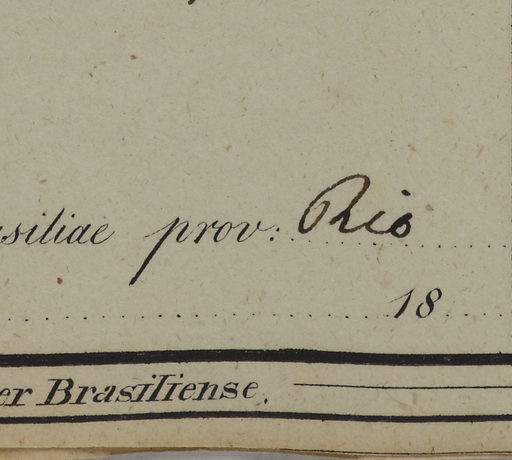 siliae prov: Rio
18
er Brasiliense.